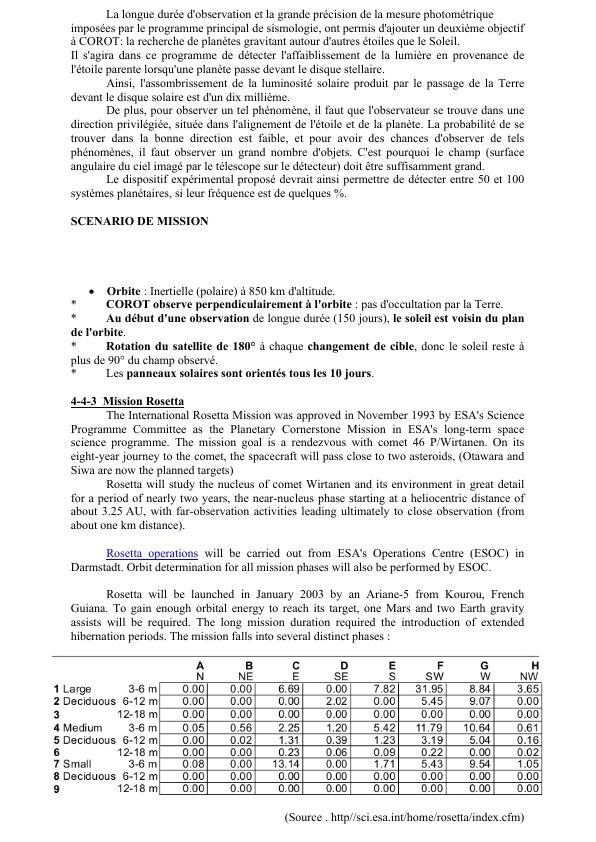 La longue durée d'observation et la grande précision de la mesure photométrique
imposées par le programme principal de sismologie, ont permis d'ajouter un deuxième objectif
à COROT: la recherche de planètes gravitant autour d'autres étoiles que le Soleil.
Il s'agira dans ce programme de détecter l'affaiblissement de la lumière en provenance de
l'étoile parente lorsqu'une planète passe devant le disque stellaire.
Ainsi, l'assombrissement de la luminosité solaire produit par le passage de la Terre
devant le disque solaire est d'un dix millième.
De plus, pour observer un tel phénomène, il faut que l'observateur se trouve dans une
direction privilégiée, située dans l'alignement de l'étoile et de la planète. La probabilité de se
trouver dans la bonne direction est faible, et pour avoir des chances d'observer de tels
phénomènes, il faut observer un grand nombre d'objets. C'est pourquoi le champ (surface
angulaire du ciel imagé par le télescope sur le détecteur) doit être suffisamment grand.
Le dispositif expérimental proposé devrait ainsi permettre de détecter entre 50 et 100
systèmes planétaires, si leur fréquence est de quelques %.
SCENARIO DE MISSION
• Orbite : Inertielle (polaire) à 850 km d'altitude.
* COROT observe perpendiculairement à l'orbite : pas d'occultation par la Terre.
* Au début d'une observation de longue durée (150 jours), le soleil est voisin du plan
de l'orbite.
* Rotation du satellite de 180° à chaque changement de cible, donc le soleil reste à
plus de 90° du champ observé.
* Les panneaux solaires sont orientés tous les 10 jours.
4-4-3 Mission Rosetta
The International Rosetta Mission was approved in November 1993 by ESA's Science
Programme Committee as the Planetary Cornerstone Mission in ESA's long-term space
science programme. The mission goal is a rendezvous with comet 46 P/Wirtanen. On its
eight-year journey to the comet, the spacecraft will pass close to two asteroids, (Otawara and
Siwa are now the planned targets)
Rosetta will study the nucleus of comet Wirtanen and its environment in great detail
for a period of nearly two years, the near-nucleus phase starting at a heliocentric distance of
about 3.25 AU, with far-observation activities leading ultimately to close observation (from
about one km distance).
Rosetta operations will be carried out from ESA's Operations Centre (ESOC) in
Darmstadt. Orbit determination for all mission phases will also be performed by ESOC.
Rosetta will be launched in January 2003 by an Ariane-5 from Kourou, French
Guiana. To gain enough orbital energy to reach its target, one Mars and two Earth gravity
assists will be required. The long mission duration required the introduction of extended
hibernation periods. The mission falls into several distinct phases :
A B C D E F G H
N NE E SE S SW W NW
1 Large 3-6 m 0.00 0.00 6.69 0.00 7.82 31.95 8.84 3.65
2 Deciduous 6-12 m 0.00 0.00 0.00 2.02 0.00 5.45 9.07 0.00
3 12-18 m 0.00 0.00 0.00 0.00 0.00 0.00 0.00 0.00
4 Medium 3-6 m 0.05 0.56 2.25 1.20 5.42 11.79 10.64 0.61
5 Deciduous 6-12 m 0.00 0.02 1.31 0.39 1.23 3.19 5.04 0.16
6 12-18 m 0.00 0.00 0.23 0.06 0.09 0.22 0.00 0.02
7 Small 3-6 m 0.08 0.00 13.14 0.00 1.71 5.43 9.54 1.05
8 Deciduous 6-12 m 0.00 0.00 0.00 0.00 0.00 0.00 0.00 0.00
9 12-18 m 0.00 0.00 0.00 0.00 0.00 0.00 0.00 0.00
(Source . http//sci.esa.int/home/rosetta/index.cfm)